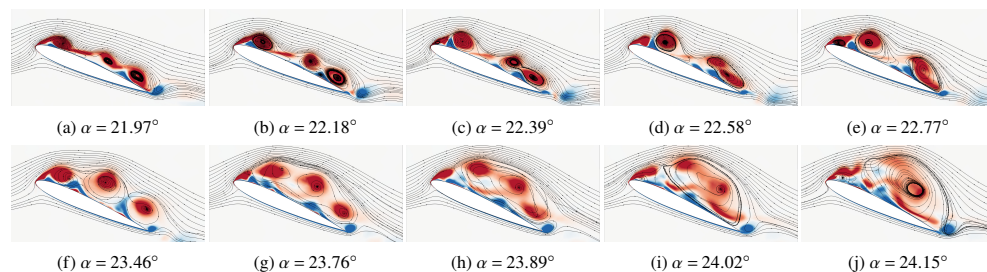 (a) α = 21.97° (b) α = 22.18° (c) α = 22.39° (d) α = 22.58° (e) α = 22.77°
(f) α = 23.46° (g) α = 23.76° (h) α = 23.89° (i) α = 24.02° (j) α = 24.15°